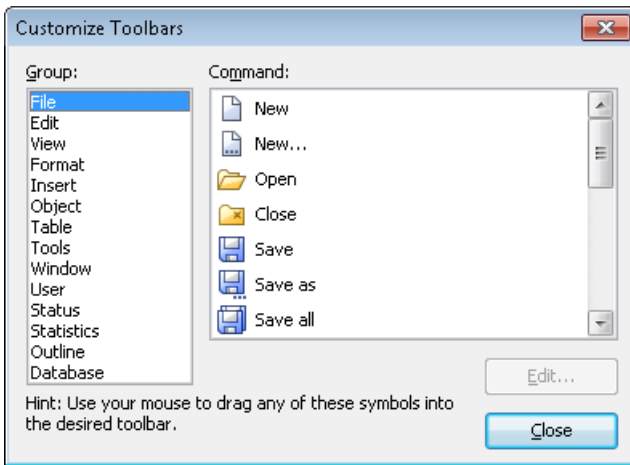 Customize Toolbars
Group:
File
Edit
View
Format
Insert
Object
Table
Tools
Window
User
Status
Statistics
Outline
Database
Command:
New
New...
Open
Close
Save
Save as
Save all
Edit...
Hint: Use your mouse to drag any of these symbols into
the desired toolbar.
Close